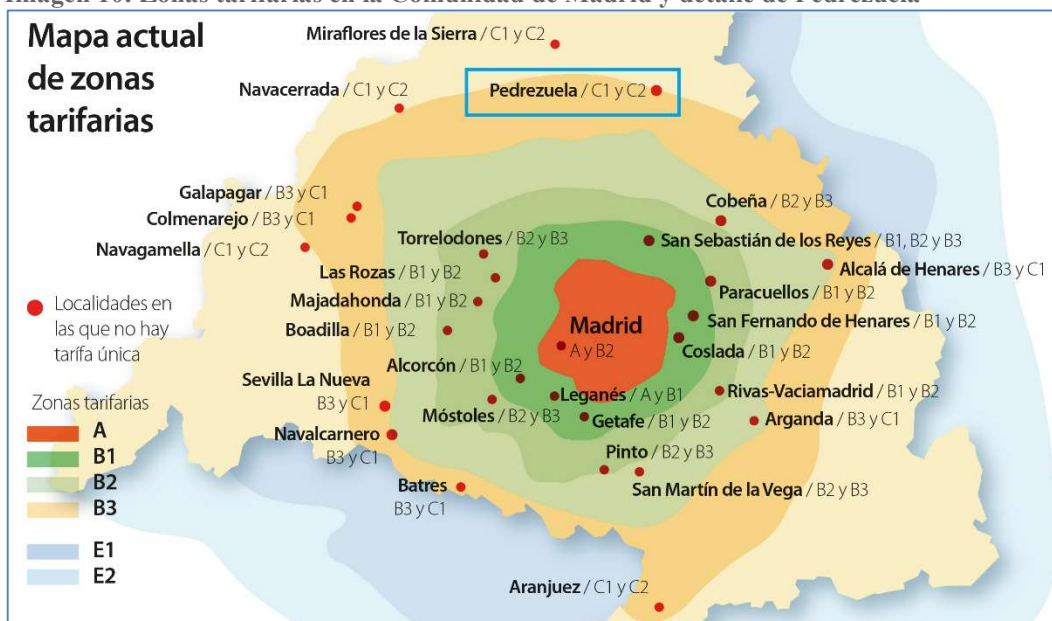 Imagen 10. Zonas tarifarias en la Comunidad de Madrid y detalle de Pedrezuela
Mapa actual
de zonas
tarifarias
Miraflores de la Sierra / C1 y C2
Navacerrada / C1 y C2
Pedrezuela / C1 y C2
Galapagar / B3 y C1
Colmenarejo / B3 y C1
Navagamella / C1 y C2
Cobeña / B2 y B3
Torrelodones / B2 y B3
San Sebastián de los Reyes / B1, B2 y B3
Alcalá de Henares / B3 y C1
Las Rozas / B1 y B2
Paracuellos / B1 y B2
Majadahonda / B1 y B2
San Fernando de Henares / B1 y B2
Boadilla / B1 y B2
Madrid
A y B2
Coslada / B1 y B2
Localidades en
las que no hay
tarífa única
Alcorcón / B1 y B2
Sevilla La Nueva
B3 y C1
Leganés / A y B1
Rivas-Vaciamadrid / B1 y B2
Móstoles / B2 y B3
Getafe / B1 y B2
Arganda / B3 y C1
Navalcarnero
B3 y C1
Pinto / B2 y B3
Batres
B3 y C1
San Martín de la Vega / B2 y B3
Aranjuez / C1 y C2
Zonas tarifarias
A
B1
B2
B3
E1
E2